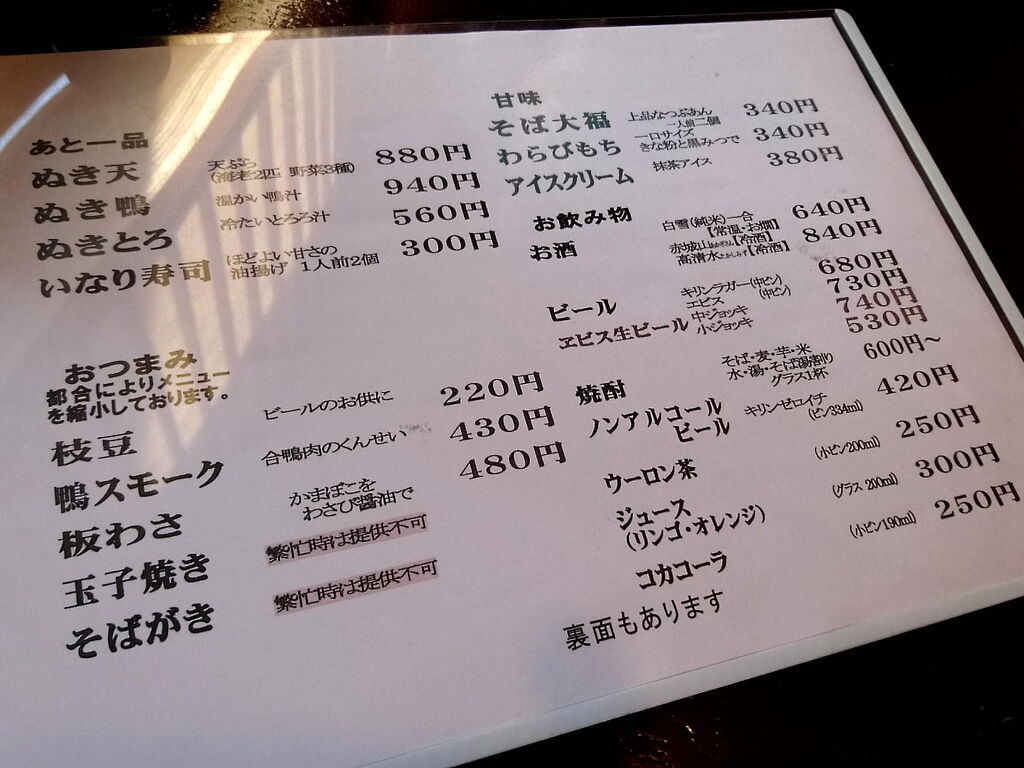 あと一品
ぬき天 天ぷら (海老2匹 野菜3種) 880円
ぬき鴨 温かい鴨汁 940円
ぬきとろ 冷たいとろろ汁 560円
いなり寿司 ほどよい甘さの 油揚げ 1人前2個 300円
おつまみ
都合によりメニュー
を縮小しております。
枝豆 ビールのお供に 220円
鴨スモーク 合鴨肉のくんせい 430円
板わさ かまぼこを わさび醤油で 480円
玉子焼き 繁忙時は提供不可
そばがき 繁忙時は提供不可
甘味
そば大福 上品なつぶあん 一人前二個 340円
わらびもち 一口サイズ きな粉と黒みつで 340円
アイスクリーム 抹茶アイス 380円
お飲み物
お酒 白雪(純米)一合 【常温・お燗】 640円
赤城山【冷酒】
高清水【冷酒】 840円
ビール キリンラガー(中ビン) 680円
ヱビス (中ビン) 730円
ヱビス生ビール 中ジョッキ 740円
小ジョッキ 530円
焼酎 そば・麦・芋・米 水・湯・そば湯割り グラス1杯 600円～
ノンアルコール ビール キリンゼロイチ (ビン334ml) 420円
ウーロン茶 (小ビン200ml) 250円
ジュース (リンゴ・オレンジ) (グラス 200ml) 300円
コカコーラ (小ビン190ml) 250円
裏面もあります